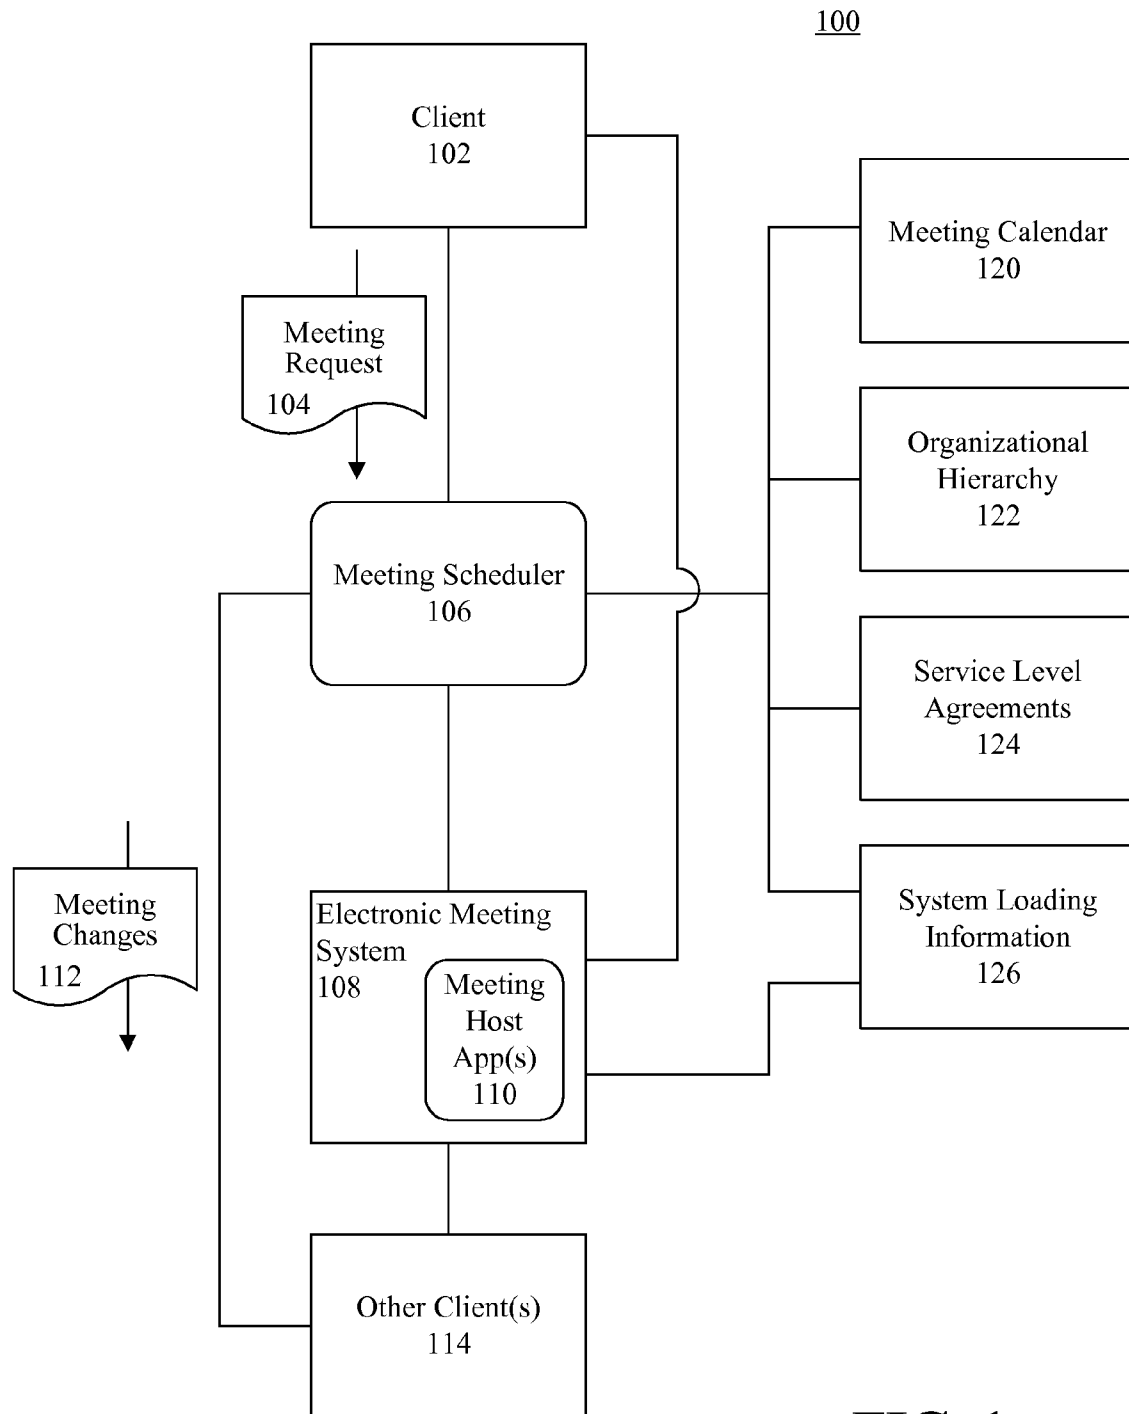 100
Client
102
Meeting Calendar
120
Meeting
Request
104
Organizational
Hierarchy
122
Meeting Scheduler
106
Service Level
Agreements
124
Meeting
Changes
112
Electronic Meeting
System
108
Meeting
Host
App(s)
110
System Loading
Information
126
Other Client(s)
114